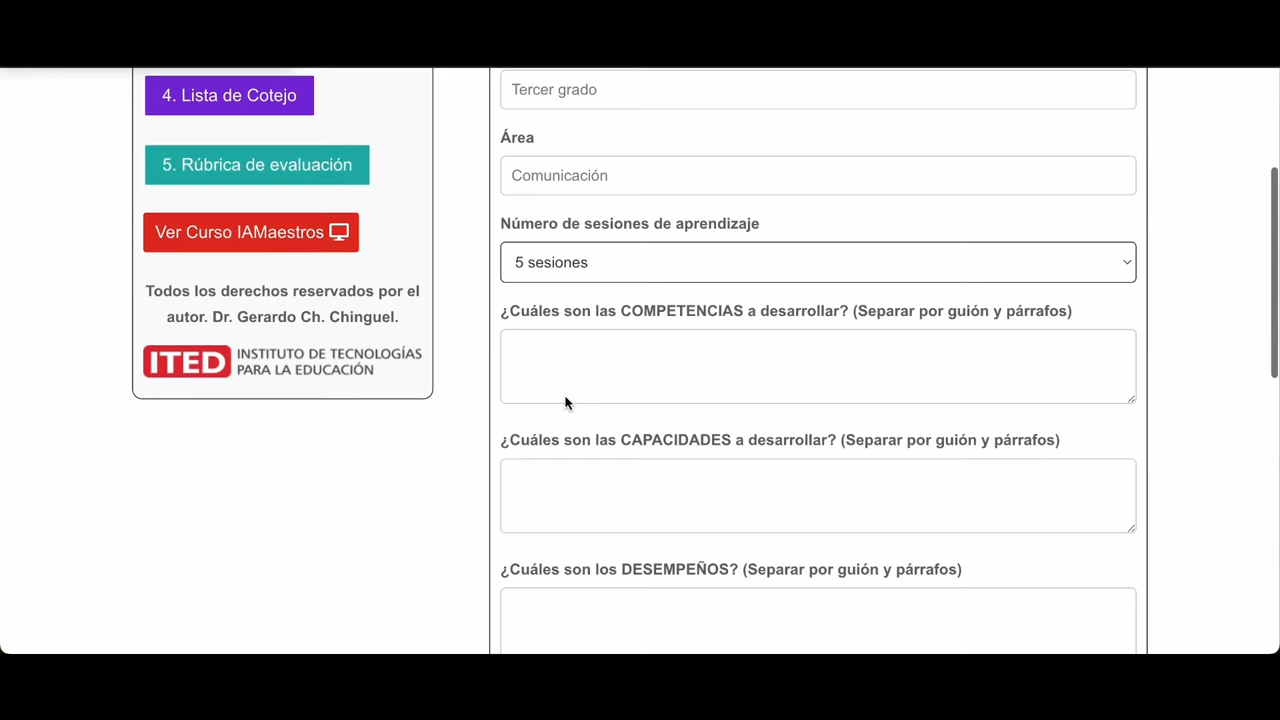 4. Lista de Cotejo
5. Rúbrica de evaluación
Ver Curso IAMaestros
Todos los derechos reservados por el
autor. Dr. Gerardo Ch. Chinguel.
ITED INSTITUTO DE TECNOLOGÍAS
PARA LA EDUCACIÓN
Tercer grado
Área
Comunicación
Número de sesiones de aprendizaje
5 sesiones
¿Cuáles son las COMPETENCIAS a desarrollar? (Separar por guión y párrafos)
¿Cuáles son las CAPACIDADES a desarrollar? (Separar por guión y párrafos)
¿Cuáles son los DESEMPEÑOS? (Separar por guión y párrafos)